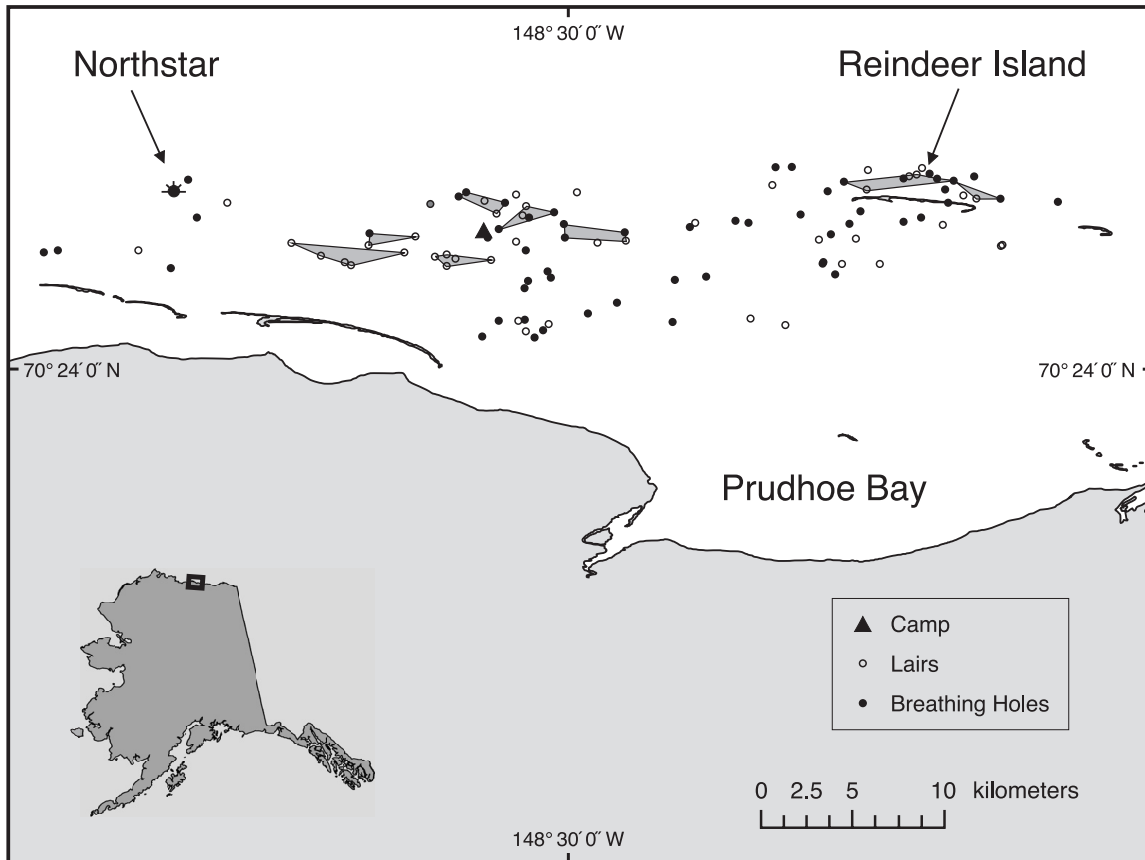 148° 30´ 0˝ W
Northstar
Reindeer Island
70° 24´ 0˝ N
70° 24´ 0˝ N
Prudhoe Bay
Camp
Lairs
Breathing Holes
0 2.5 5 10 kilometers
148° 30´ 0˝ W